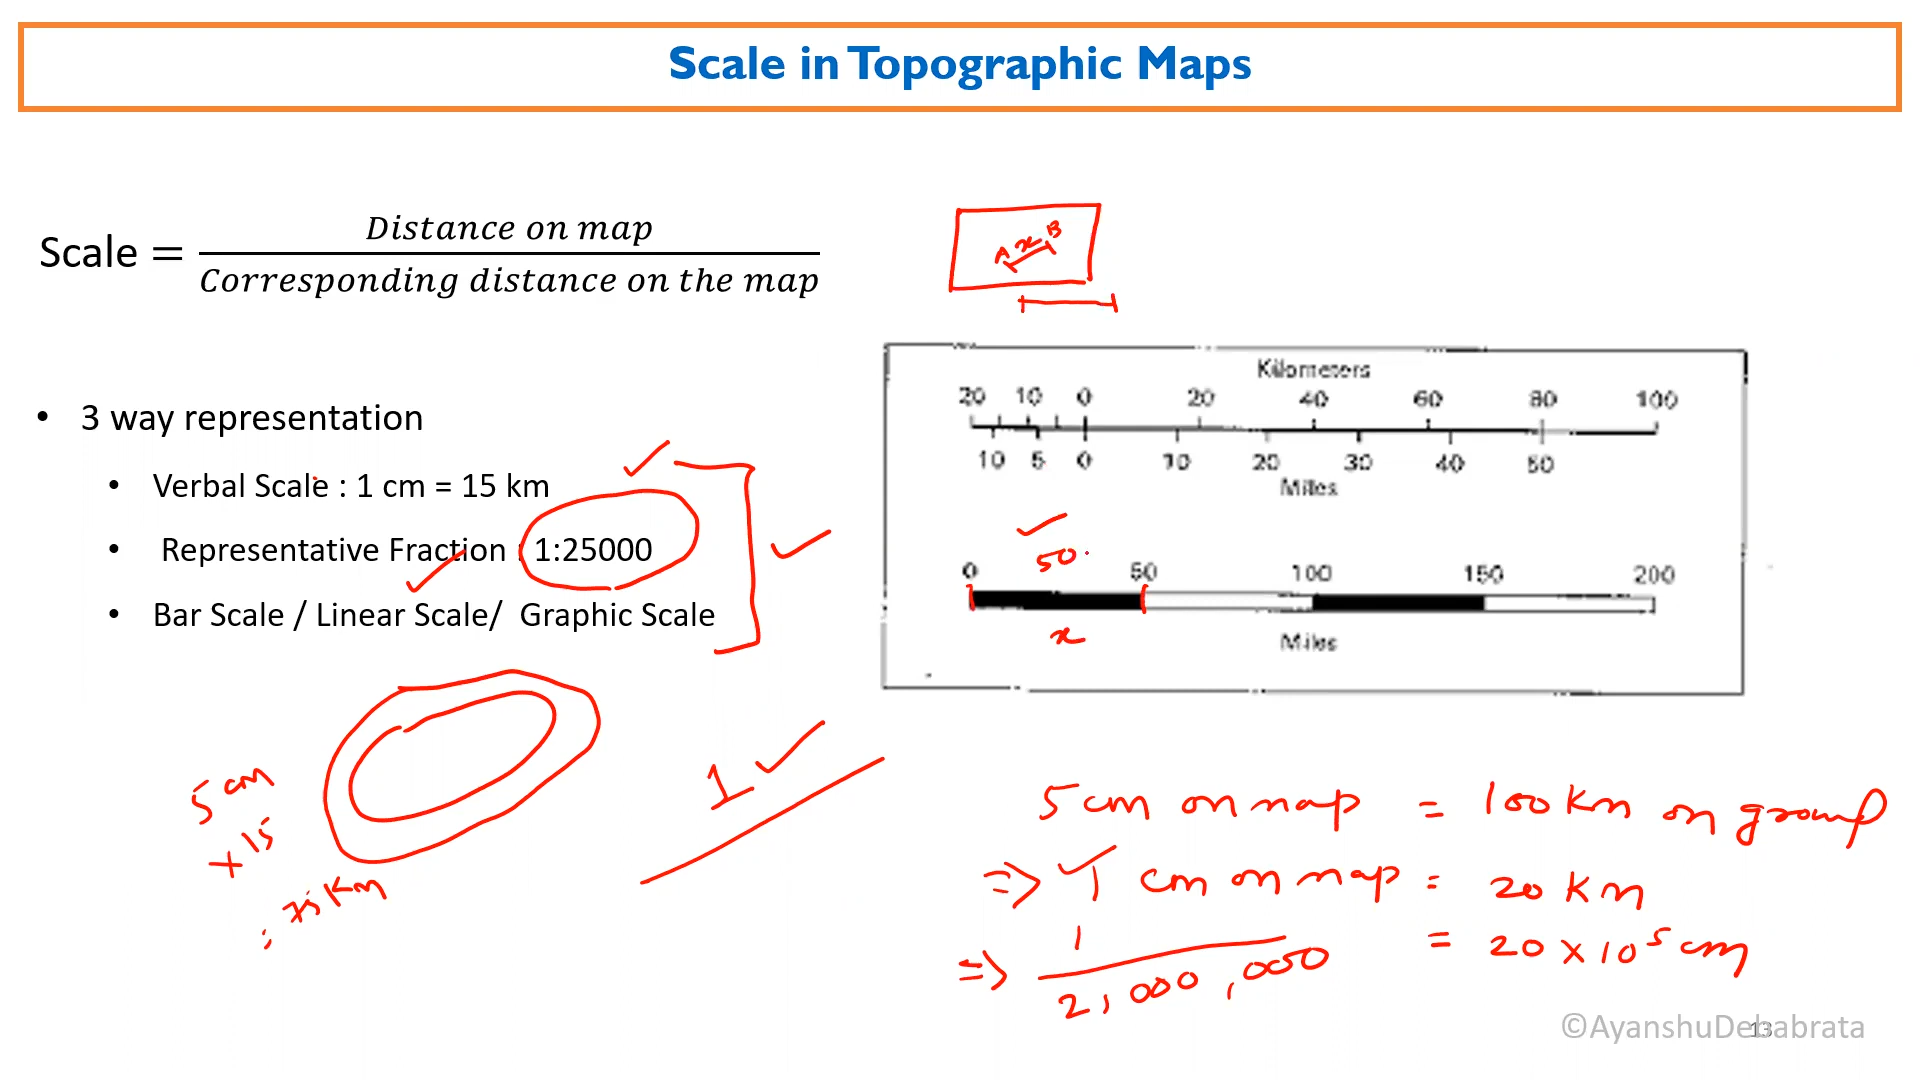 Scale in Topographic Maps
Scale = Distance on map / Corresponding distance on the map
A x B
• 3 way representation
• Verbal Scale : 1 cm = 15 km
• Representative Fraction : 1:25000
• Bar Scale / Linear Scale/ Graphic Scale
Kilometers
20 10 0 20 40 60 80 100
10 5 0 10 20 30 40 50
Miles
50
0 50 100 150 200
x
Miles
5 cm
x 15
= 75 Km
1
5 cm on map = 100 Km on ground
=> 1 cm on map = 20 Km
= 20 x 10^5 cm
=> 1 / 2,000,000
©AyanshuDebabrata
13